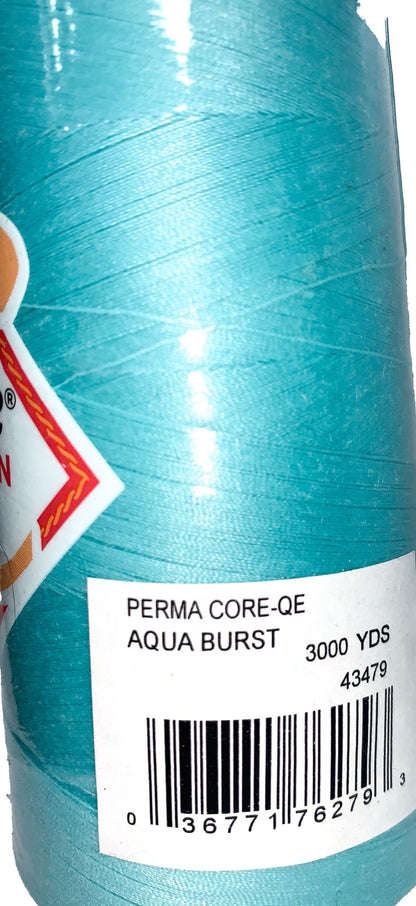 ®
N
PERMA CORE-QE
AQUA BURST 3000 YDS
43479
0 36771 76279 3